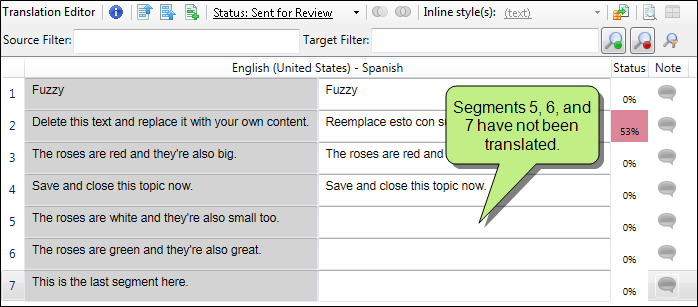 Translation Editor Status: Sent for Review Inline style(s): (text)
Source Filter: Target Filter:
English (United States) - Spanish Status Note
1 Fuzzy Fuzzy 0%
2 Delete this text and replace it with your own content. Reemplace esto con 53%
3 The roses are red and they're also big. The roses are red and 0%
4 Save and close this topic now. Save and close this topic now. 0%
5 The roses are white and they're also small too. 0%
6 The roses are green and they're also great. 0%
7 This is the last segment here. 0%
Segments 5, 6, and
7 have not been
translated.